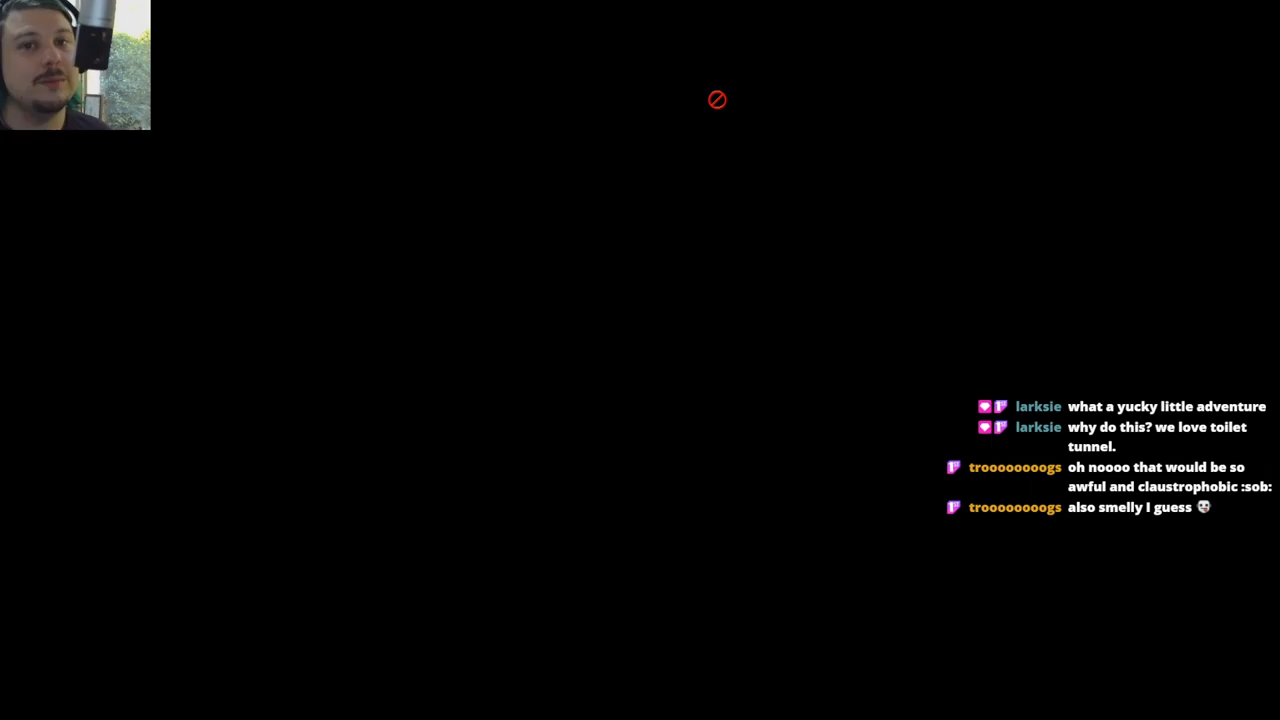 larksie what a yucky little adventure
larksie why do this? we love toilet
tunnel.
troooooooogs oh noooo that would be so
awful and claustrophobic :sob:
troooooooogs also smelly I guess